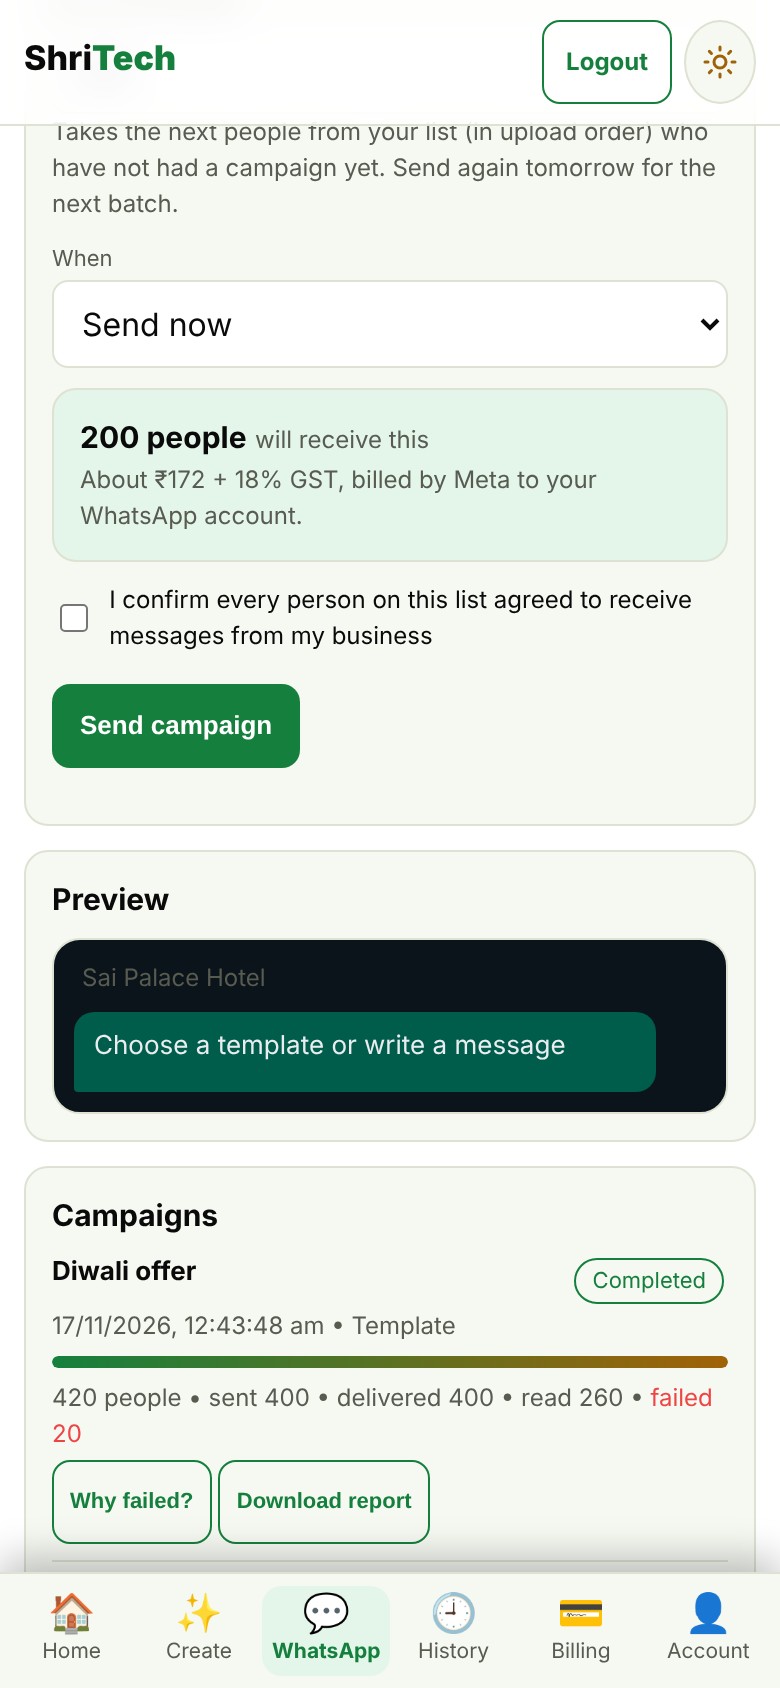 ShriTech
Logout
Takes the next people from your list (in upload order) who
have not had a campaign yet. Send again tomorrow for the
next batch.
When
Send now
200 people will receive this
About ₹172 + 18% GST, billed by Meta to your
WhatsApp account.
I confirm every person on this list agreed to receive
messages from my business
Send campaign
Preview
Sai Palace Hotel
Choose a template or write a message
Campaigns
Diwali offer
Completed
17/11/2026, 12:43:48 am • Template
420 people • sent 400 • delivered 400 • read 260 • failed
20
Why failed?
Download report
Home
Create
WhatsApp
History
Billing
Account